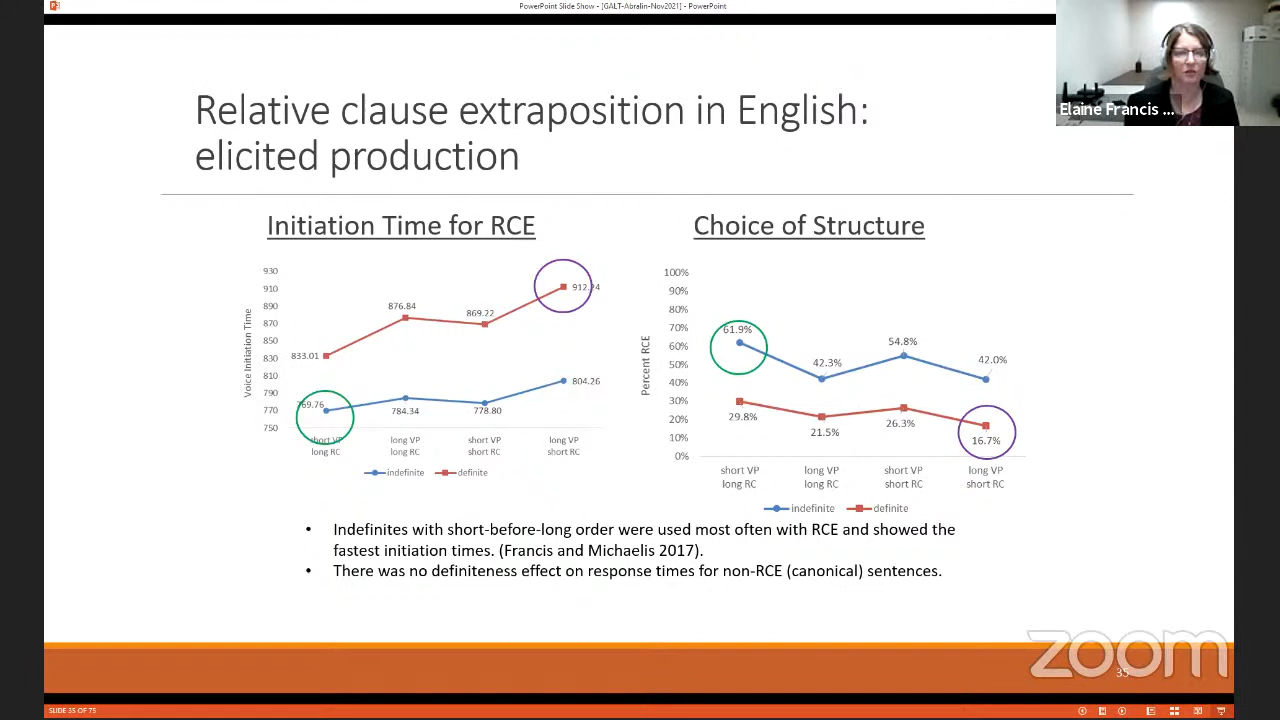 PowerPoint Slide Show - [GALT-Abralin-Nov2021] - PowerPoint
Elaine Francis ...
Relative clause extraposition in English:
elicited production
Initiation Time for RCE
Voice Initiation Time
930
910
890
870
850
830
810
790
770
750
833.01
876.84
869.22
912.24
769.76
784.34
778.80
804.26
short VP
long RC
long VP
long RC
short VP
short RC
long VP
short RC
indefinite
definite
Choice of Structure
Percent RCE
100%
90%
80%
70%
60%
50%
40%
30%
20%
10%
0%
61.9%
42.3%
54.8%
42.0%
29.8%
21.5%
26.3%
16.7%
short VP
long RC
long VP
long RC
short VP
short RC
long VP
short RC
indefinite
definite
• Indefinites with short-before-long order were used most often with RCE and showed the
fastest initiation times. (Francis and Michaelis 2017).
• There was no definiteness effect on response times for non-RCE (canonical) sentences.
zoom
35
SLIDE 35 OF 75